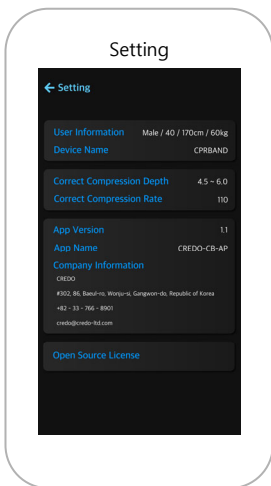 Setting
← Setting
User Information Male / 40 / 170cm / 60kg
Device Name CPRBAND
Correct Compression Depth 4.5 ~ 6.0
Correct Compression Rate 110
App Version 1.1
App Name CREDO-CB-AP
Company Information
CREDO
#302, 86, Baeul-ro, Wonju-si, Gangwon-do, Republic of Korea
+82 - 33 - 766 - 8901
credo@credo-ltd.com
Open Source License